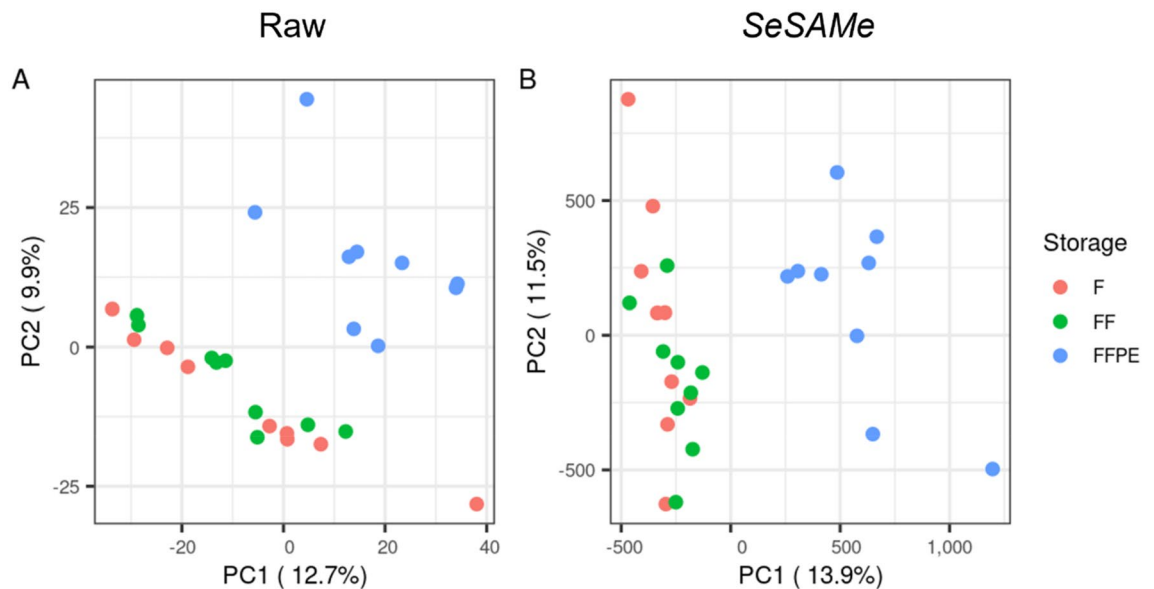 Raw
SeSAMe
A
B
PC2 ( 9.9%)
25
0
-25
-20
0
20
40
PC1 ( 12.7%)
PC2 ( 11.5%)
500
0
-500
-500
0
500
1,000
PC1 ( 13.9%)
Storage
F
FF
FFPE